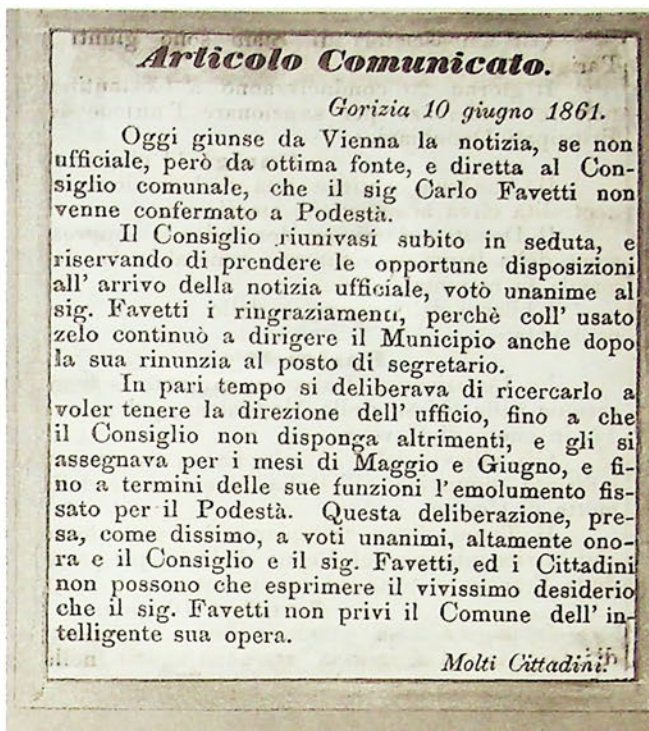 Articolo Comunicato.
Gorizia 10 giugno 1861.
Oggi giunse da Vienna la notizia, se non
ufficiale, però da ottima fonte, e diretta al Con-
siglio comunale, che il sig Carlo Favetti non
venne confermato a Podestà.
Il Consiglio riunivasi subito in seduta, e
riservando di prendere le opportune disposizioni
all' arrivo della notizia ufficiale, votò unanime al
sig. Favetti i ringraziamenti, perchè coll' usato
zelo continuò a dirigere il Municipio anche dopo
la sua rinunzia al posto di segretario.
In pari tempo si deliberava di ricercarlo a
voler tenere la direzione dell' ufficio, fino a che
il Consiglio non disponga altrimenti, e gli si
assegnava per i mesi di Maggio e Giugno, e fi-
no a termini delle sue funzioni l'emolumento fis-
sato per il Podestà. Questa deliberazione, pre-
sa, come dissimo, a voti unanimi, altamente ono-
ra e il Consiglio e il sig. Favetti, ed i Cittadini
non possono che esprimere il vivissimo desiderio
che il sig. Favetti non privi il Comune dell' in-
telligente sua opera.
Molti Cittadini.